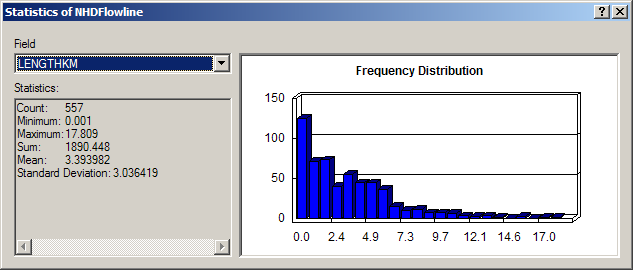 Statistics of NHDFlowline
Field
LENGTHKM
Statistics:
Count: 557
Minimum: 0.001
Maximum: 17.809
Sum: 1890.448
Mean: 3.393982
Standard Deviation: 3.036419
Frequency Distribution
150
100
50
0
0.0 2.4 4.9 7.3 9.7 12.1 14.6 17.0